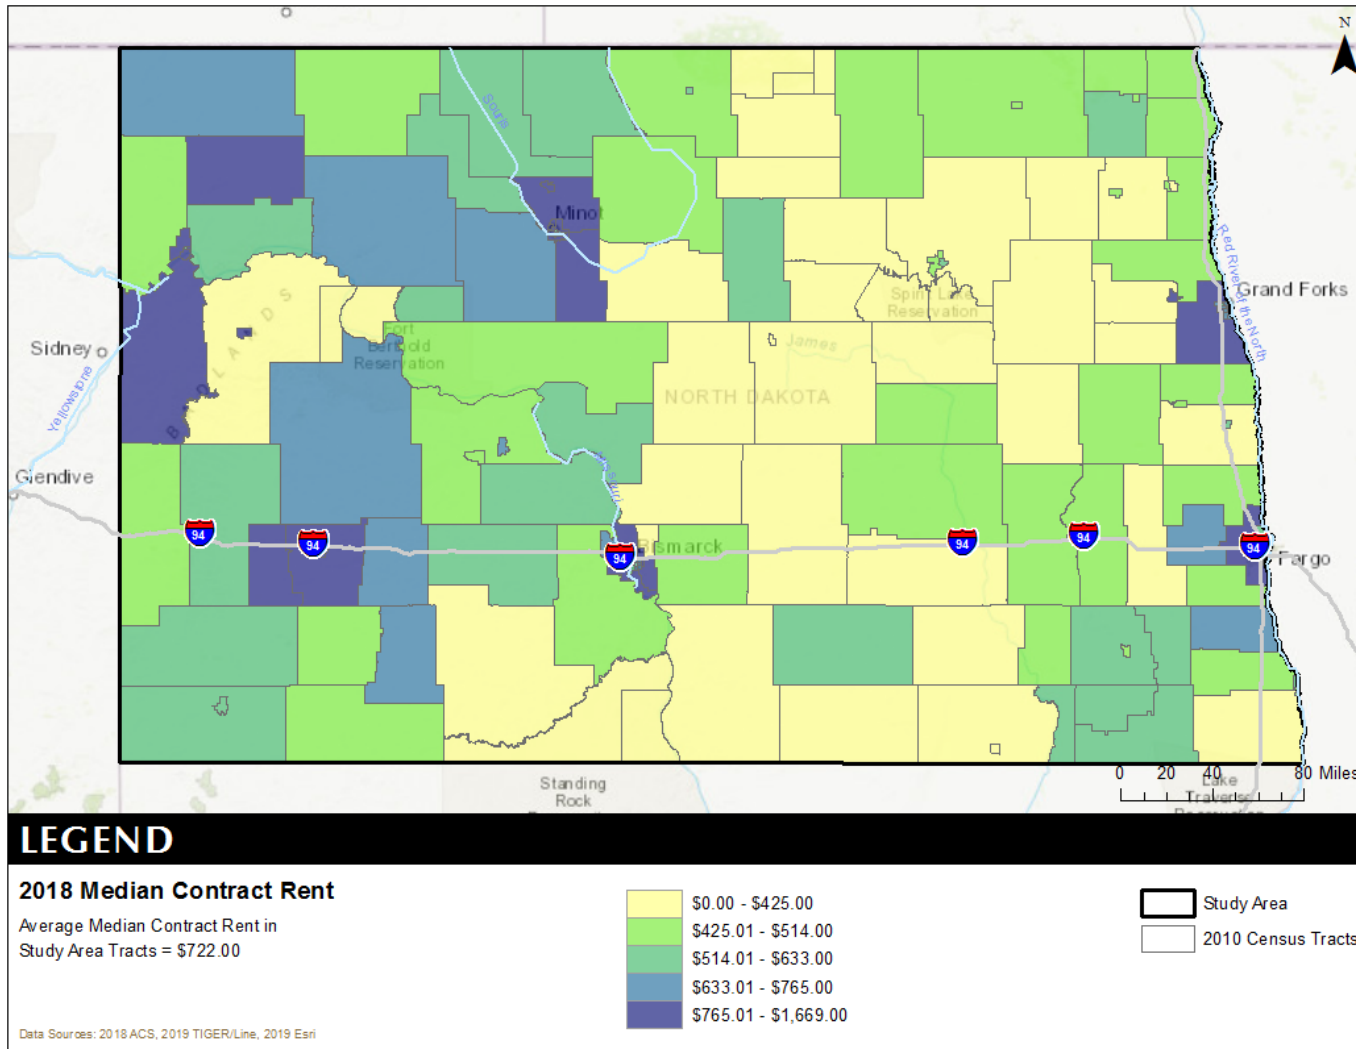 N
Souris
Minot
Red River of the North
Grand Forks
Spirit Lake
Reservation
BADLANDS
Fort
Berthold
Reservation
Sidney
James
Yellowstone
NORTH DAKOTA
Glendive
94
94
94
94
94
94
Bismarck
Fargo
Standing
Rock
0 20 40 80 Miles
Lake
Traverse
LEGEND
2018 Median Contract Rent
Average Median Contract Rent in
Study Area Tracts = $722.00
$0.00 - $425.00
$425.01 - $514.00
$514.01 - $633.00
$633.01 - $765.00
$765.01 - $1,669.00
Study Area
2010 Census Tracts
Data Sources: 2018 ACS, 2019 TIGER/Line, 2019 Esri